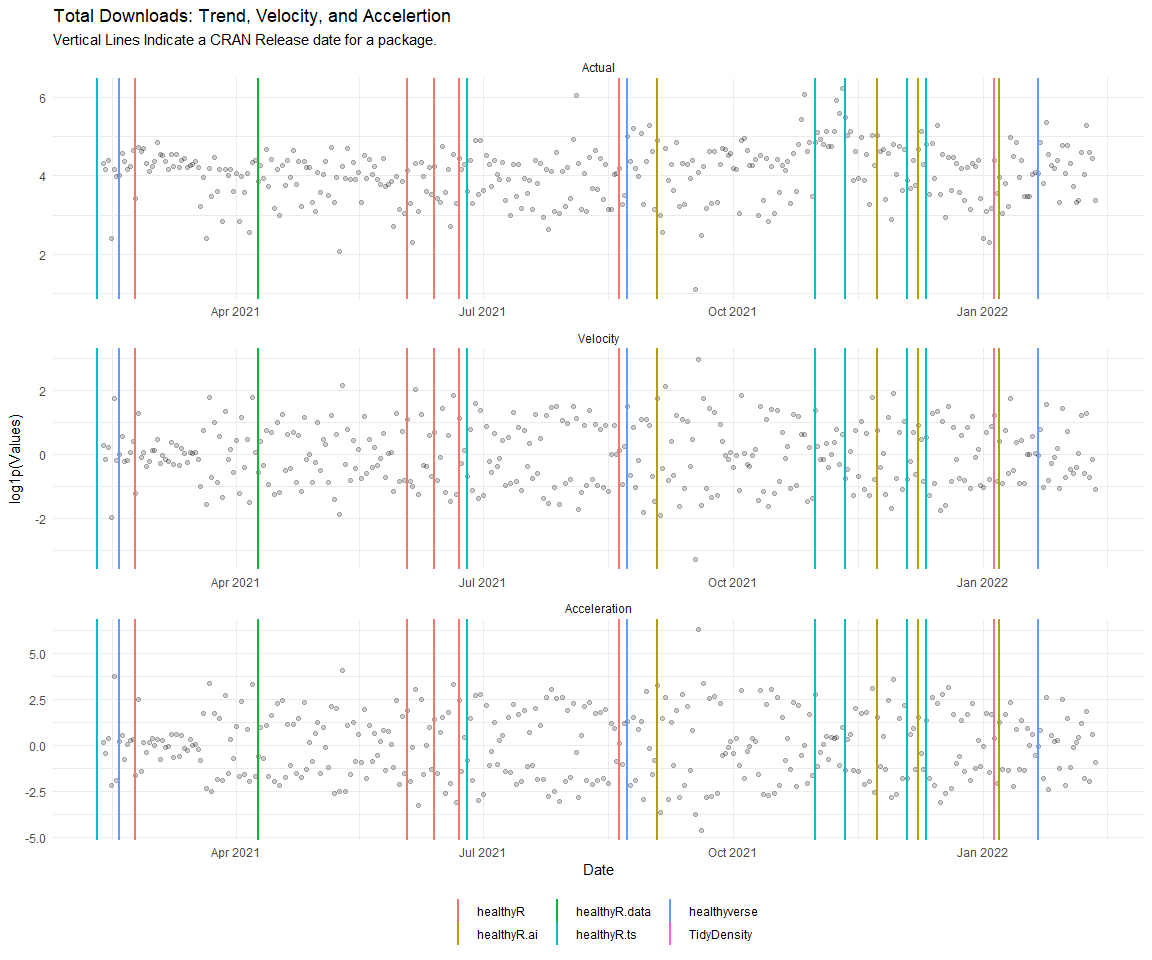 Total Downloads: Trend, Velocity, and Accelertion
Vertical Lines Indicate a CRAN Release date for a package.
Actual
6
4
2
Apr 2021
Jul 2021
Oct 2021
Jan 2022
Velocity
2
0
-2
Apr 2021
Jul 2021
Oct 2021
Jan 2022
Acceleration
5.0
2.5
0.0
-2.5
-5.0
Apr 2021
Jul 2021
Oct 2021
Jan 2022
log1p(Values)
Date
healthyR
healthyR.data
healthyverse
healthyR.ai
healthyR.ts
TidyDensity